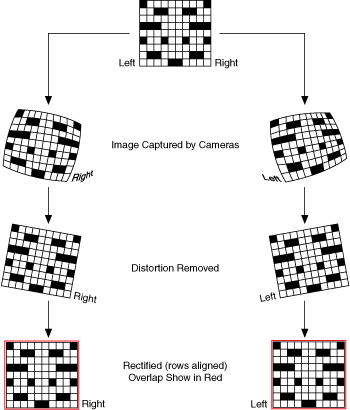 Left
Right
Image Captured by Cameras
Right
Left
Distortion Removed
Right
Left
Rectified (rows aligned)
Overlap Show in Red
Right
Left